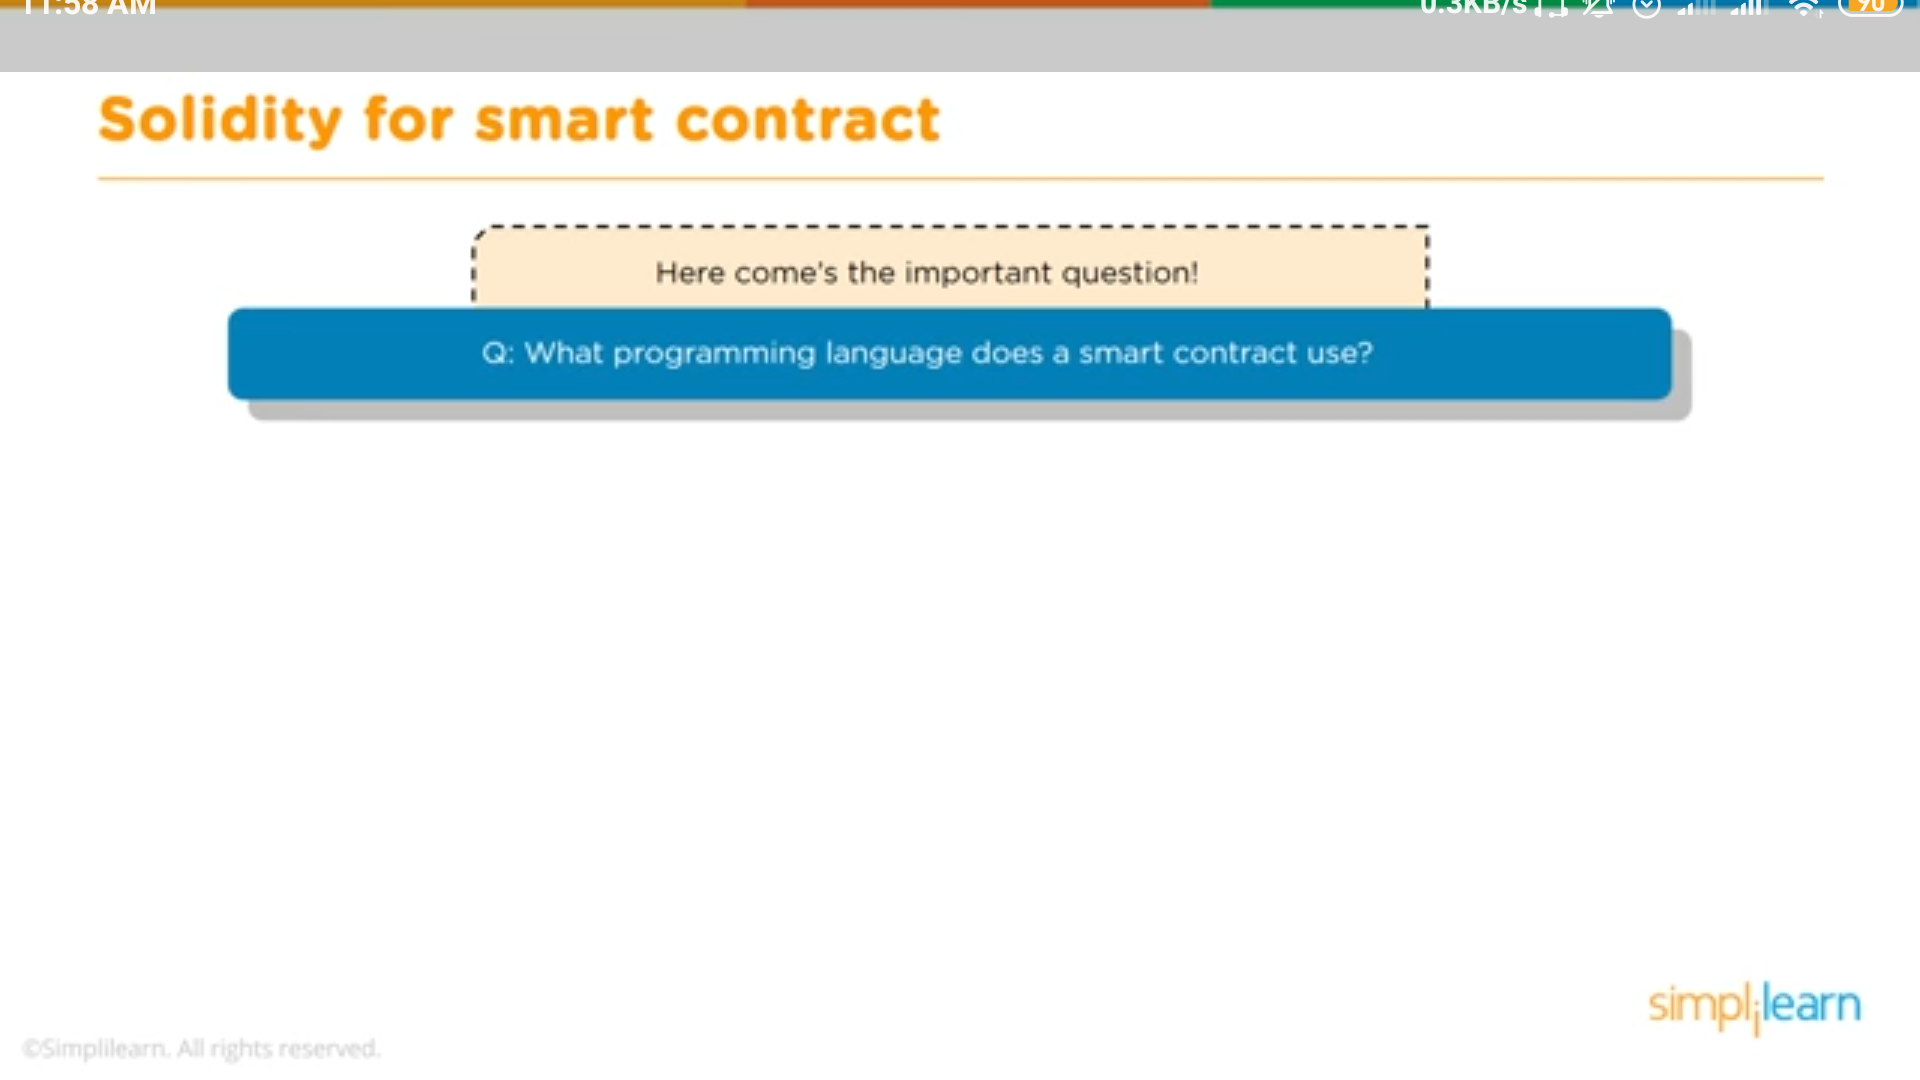 11:58 AM
0.3KB/s
90
Solidity for smart contract
Here come's the important question!
Q: What programming language does a smart contract use?
simplilearn
©Simplilearn. All rights reserved.